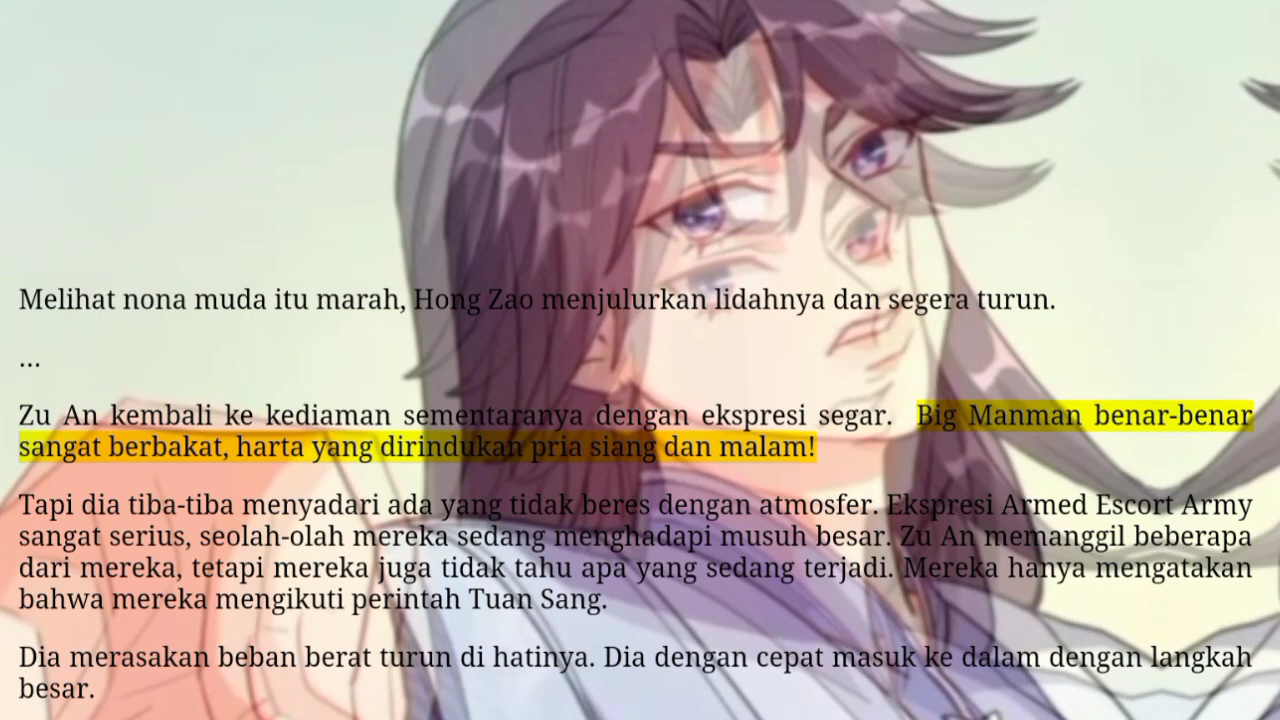 Melihat nona muda itu marah, Hong Zao menjulurkan lidahnya dan segera turun.
...
Zu An kembali ke kediaman sementaranya dengan ekspresi segar. Big Manman benar-benar
sangat berbakat, harta yang dirindukan pria siang dan malam!
Tapi dia tiba-tiba menyadari ada yang tidak beres dengan atmosfer. Ekspresi Armed Escort Army
sangat serius, seolah-olah mereka sedang menghadapi musuh besar. Zu An memanggil beberapa
dari mereka, tetapi mereka juga tidak tahu apa yang sedang terjadi. Mereka hanya mengatakan
bahwa mereka mengikuti perintah Tuan Sang.
Dia merasakan beban berat turun di hatinya. Dia dengan cepat masuk ke dalam dengan langkah
besar.